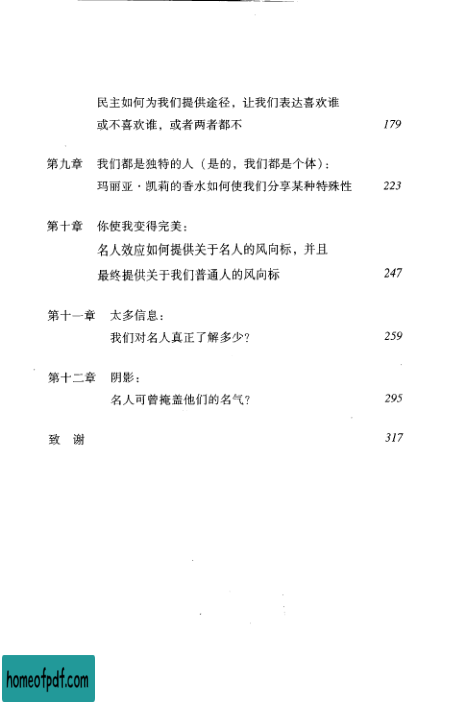 民主如何为我们提供途径，让我们表达喜欢谁
或不喜欢谁，或者两者都不 179
第九章 我们都是独特的人（是的，我们都是个体）：
玛丽亚·凯莉的香水如何使我们分享某种特殊性 223
第十章 你使我变得完美：
名人效应如何提供关于名人的风向标，并且
最终提供关于我们普通人的风向标 247
第十一章 太多信息：
我们对名人真正了解多少？ 259
第十二章 阴影：
名人可曾掩盖他们的名气？ 295
致 谢 317
homeofpdf.com